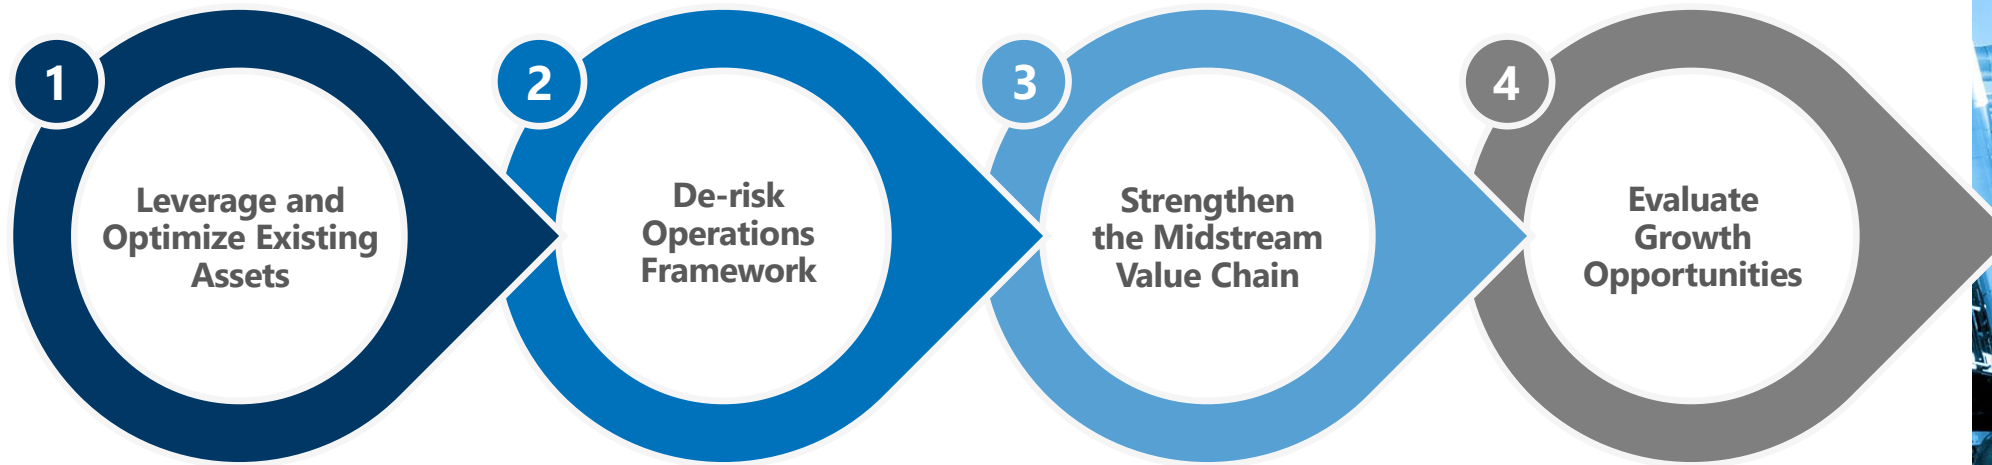 1
Leverage and
Optimize Existing
Assets
2
De-risk
Operations
Framework
3
Strengthen
the Midstream
Value Chain
4
Evaluate
Growth
Opportunities